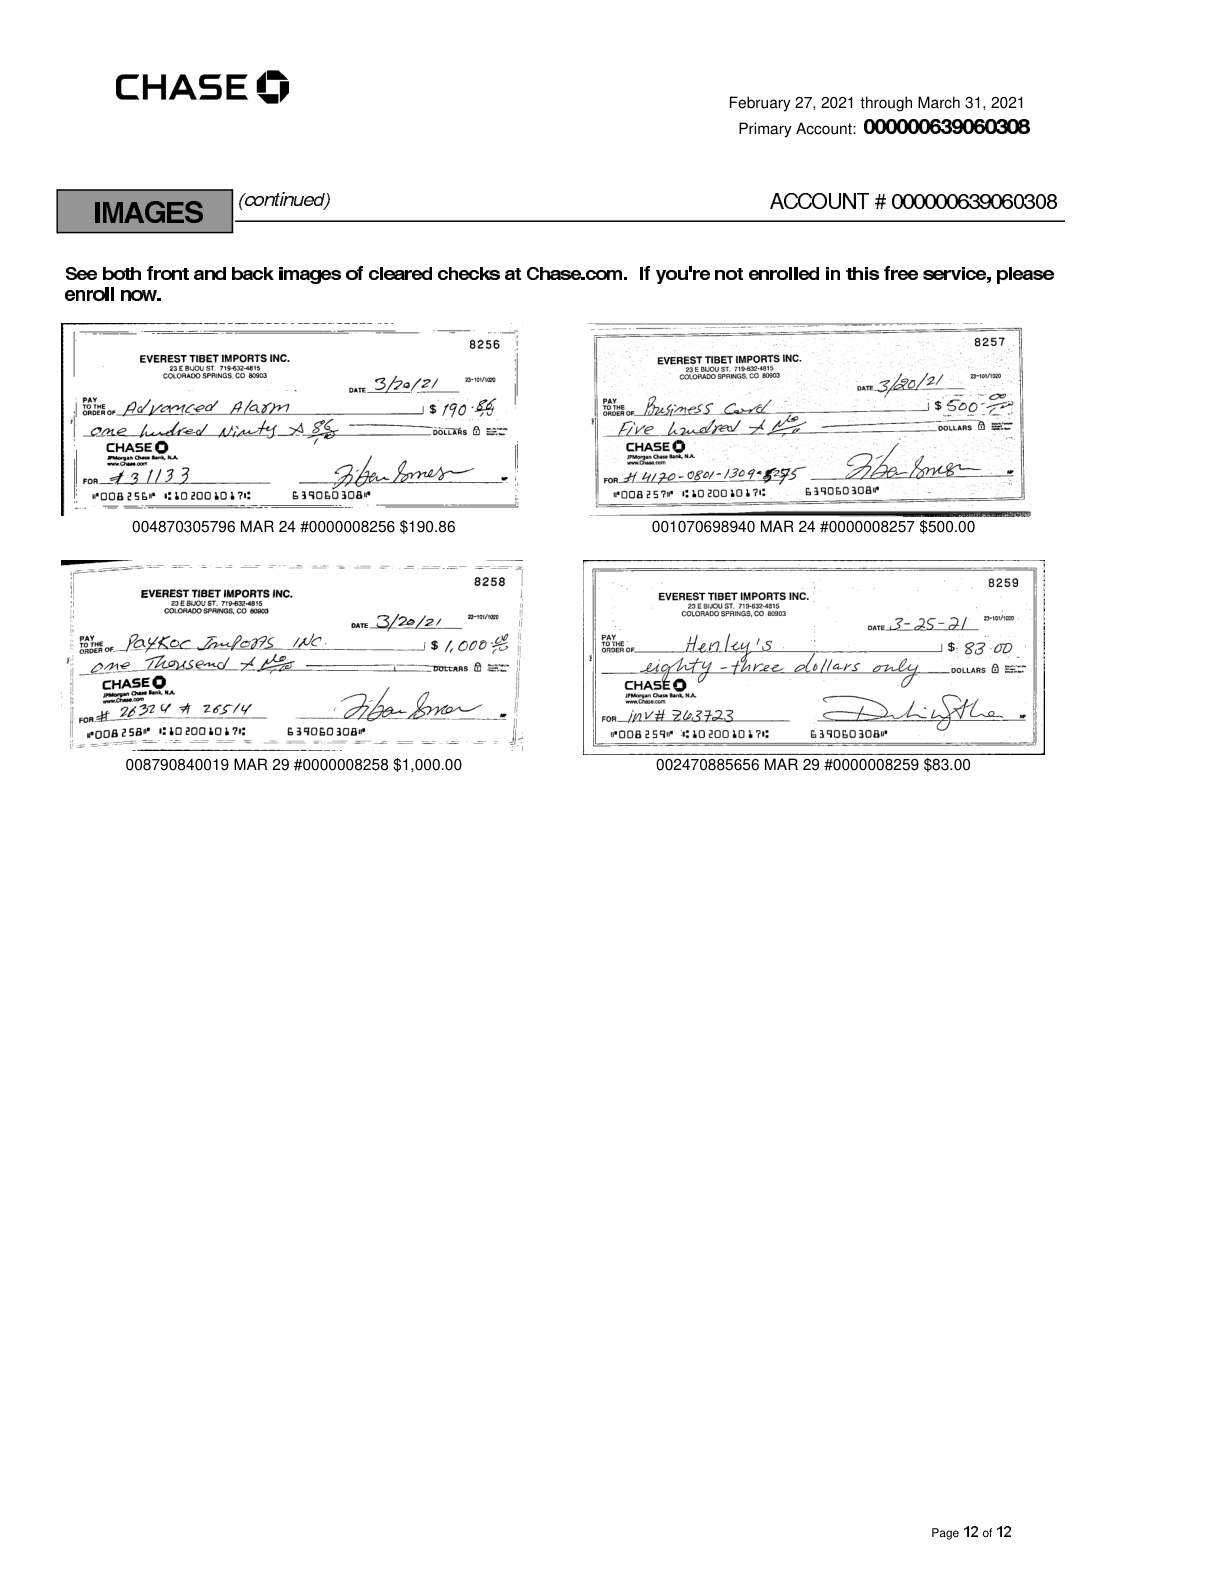 CHASE
February 27, 2021 through March 31, 2021
Primary Account: 000000639060308
IMAGES (continued) ACCOUNT # 000000639060308
See both front and back images of cleared checks at Chase.com. If you're not enrolled in this free service, please
enroll now.
8256
EVEREST TIBET IMPORTS INC.
23 E BIJOU ST. 719-632-4815
COLORADO SPRINGS, CO 80903
DATE 3/20/21 23-101/1020
PAY TO THE ORDER OF Advanced Alarm $ 190.86
one hundred Ninty & 86/100 DOLLARS
CHASE
JPMorgan Chase Bank, N.A.
www.Chase.com
FOR #31133
⑈008256⑈ ⑆102001017⑆ 639060308⑈
004870305796 MAR 24 #0000008256 $190.86
8257
EVEREST TIBET IMPORTS INC.
23 E BIJOU ST. 719-632-4815
COLORADO SPRINGS, CO 80903
DATE 3/20/21 23-101/1020
PAY TO THE ORDER OF Business Card $ 500.00
Five hundred & No/100 DOLLARS
CHASE
JPMorgan Chase Bank, N.A.
www.Chase.com
FOR # 4170-0801-1309-5275
⑈008257⑈ ⑆102001017⑆ 639060308⑈
001070698940 MAR 24 #0000008257 $500.00
8258
EVEREST TIBET IMPORTS INC.
23 E BIJOU ST. 719-632-4815
COLORADO SPRINGS, CO 80903
DATE 3/20/21 23-101/1020
PAY TO THE ORDER OF Paykoc Imports INC. $ 1,000.00
one Thousand & No/100 DOLLARS
CHASE
JPMorgan Chase Bank, N.A.
www.Chase.com
FOR # 26324 # 26514
⑈008258⑈ ⑆102001017⑆ 639060308⑈
008790840019 MAR 29 #0000008258 $1,000.00
8259
EVEREST TIBET IMPORTS INC.
23 E BIJOU ST. 719-632-4815
COLORADO SPRINGS, CO 80903
DATE 3-25-21 23-101/1020
PAY TO THE ORDER OF Henley's $ 83.00
eighty-three dollars only DOLLARS
CHASE
JPMorgan Chase Bank, N.A.
www.Chase.com
FOR inv# 763723
⑈008259⑈ ⑆102001017⑆ 639060308⑈
002470885656 MAR 29 #0000008259 $83.00
Page 12 of 12